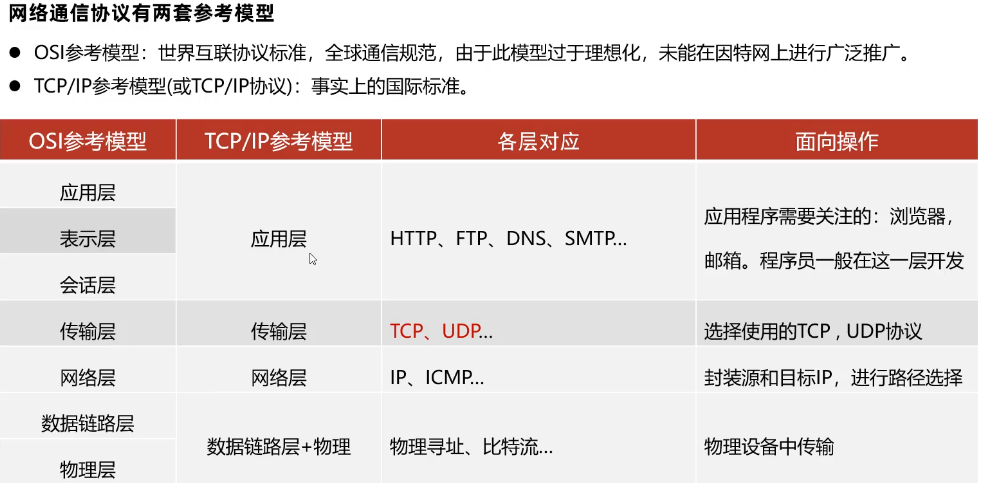 网络通信协议有两套参考模型
● OSI参考模型：世界互联协议标准，全球通信规范，由于此模型过于理想化，未能在因特网上进行广泛推广。
● TCP/IP参考模型(或TCP/IP协议)：事实上的国际标准。
OSI参考模型 TCP/IP参考模型 各层对应 面向操作
应用层
表示层
会话层
应用层
HTTP、FTP、DNS、SMTP...
应用程序需要关注的：浏览器，
邮箱。程序员一般在这一层开发
传输层 传输层 TCP、UDP... 选择使用的TCP , UDP协议
网络层 网络层 IP、ICMP... 封装源和目标IP，进行路径选择
数据链路层
物理层
数据链路层+物理
物理寻址、比特流...
物理设备中传输